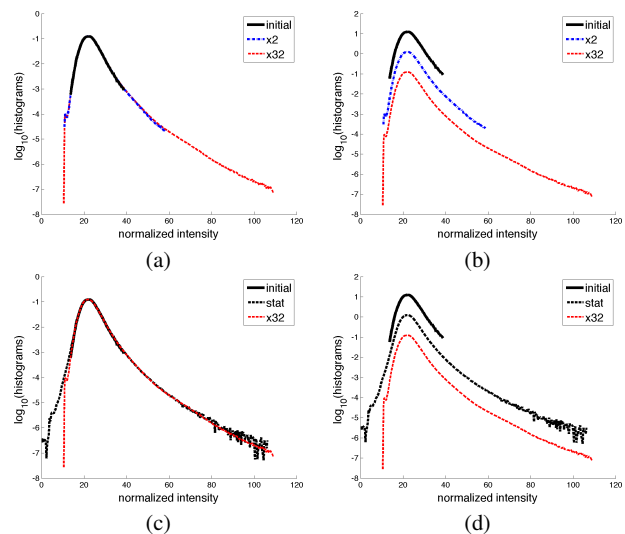 0
-1
-2
-3
-4
-5
-6
-7
-8
log10(histograms)
0 20 40 60 80 100 120
normalized intensity
initial
x2
x32
(a)
2
1
0
-1
-2
-3
-4
-5
-6
-7
-8
log10(histograms)
0 20 40 60 80 100 120
normalized intensity
initial
x2
x32
(b)
0
-1
-2
-3
-4
-5
-6
-7
-8
log10(histograms)
0 20 40 60 80 100 120
normalized intensity
initial
stat
x32
(c)
2
1
0
-1
-2
-3
-4
-5
-6
-7
-8
log10(histograms)
0 20 40 60 80 100 120
normalized intensity
initial
stat
x32
(d)